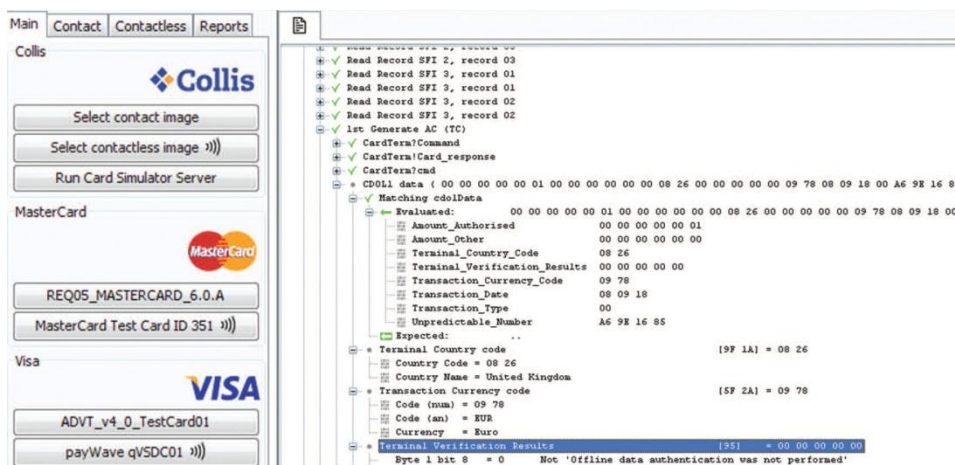 Main
Contact
Contactless
Reports
Collis
Collis
Select contact image
Select contactless image
Run Card Simulator Server
MasterCard
MasterCard
REQ05_MASTERCARD_6.0.A
MasterCard Test Card ID 351
Visa
VISA
ADVT_v4_0_TestCard01
payWave qVSDC01
Read Record SFI 2, record 03
Read Record SFI 2, record 03
Read Record SFI 3, record 01
Read Record SFI 3, record 01
Read Record SFI 3, record 02
Read Record SFI 3, record 02
1st Generate AC (TC)
CardTerm?Command
CardTerm!Card_response
CardTerm?cmd
CDOL1 data ( 00 00 00 00 00 01 00 00 00 00 00 00 08 26 00 00 00 00 00 09 78 08 09 18 00 A6 9E 16 8
Matching cdolData
Evaluated: 00 00 00 00 00 01 00 00 00 00 00 00 08 26 00 00 00 00 00 09 78 08 09 18 00
Amount_Authorised 00 00 00 00 00 01
Amount_Other 00 00 00 00 00 00
Terminal_Country_Code 08 26
Terminal_Verification_Results 00 00 00 00 00
Transaction_Currency_Code 09 78
Transaction_Date 08 09 18
Transaction_Type 00
Unpredictable_Number A6 9E 16 85
Expected: ..
Terminal Country code [9F 1A] = 08 26
Country Code = 08 26
Country Name = United Kingdom
Transaction Currency code [5F 2A] = 09 78
Code (num) = 09 78
Code (an) = EUR
Currency = Euro
Terminal Verification Results [95] = 00 00 00 00 00
Byte 1 bit 8 = 0 Not 'Offline data authentication was not performed'